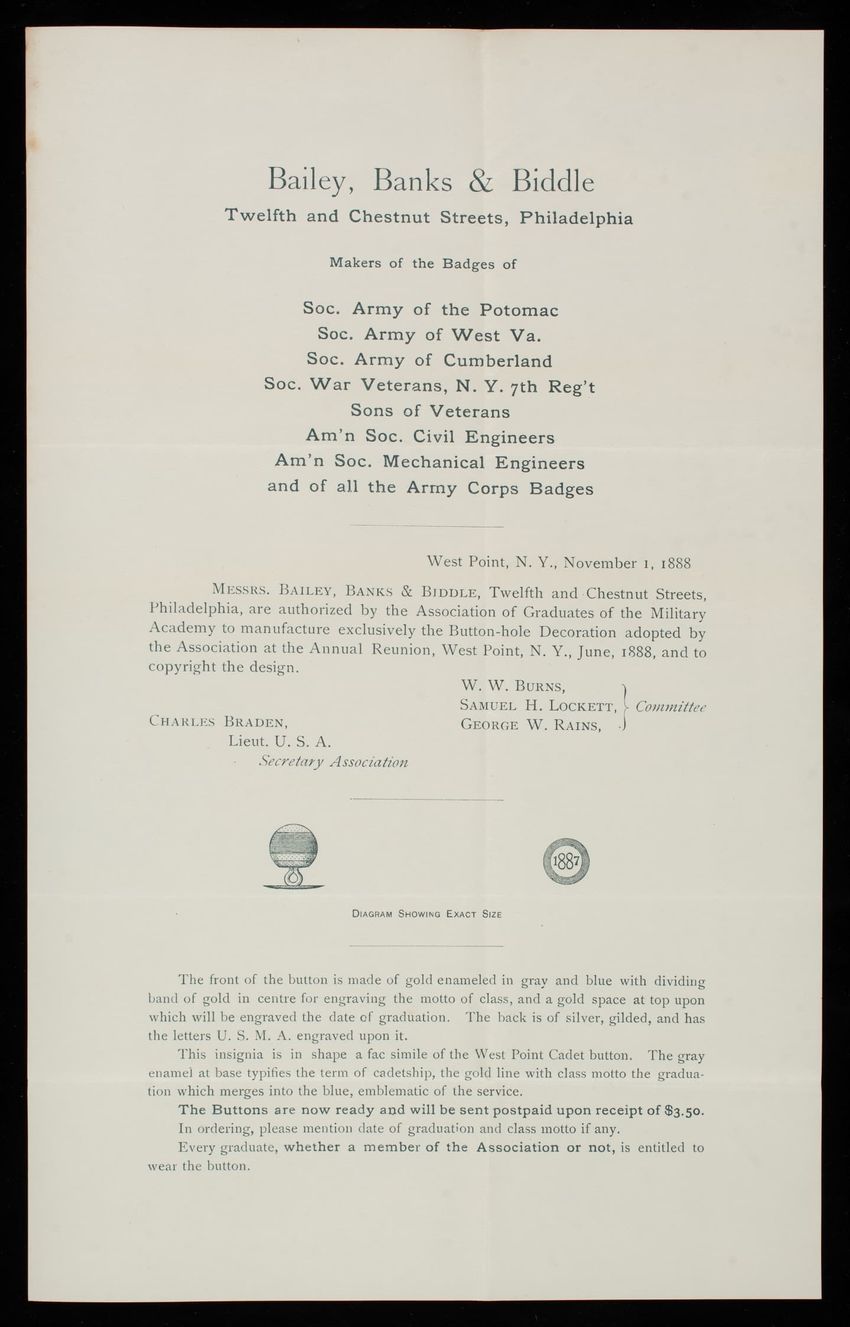 Bailey, Banks & Biddle
Twelfth and Chestnut Streets, Philadelphia
Makers of the Badges of
Soc. Army of the Potomac
Soc. Army of West Va.
Soc. Army of Cumberland
Soc. War Veterans, N. Y. 7th Reg't
Sons of Veterans
Am'n Soc. Civil Engineers
Am'n Soc. Mechanical Engineers
and of all the Army Corps Badges
West Point, N. Y., November 1, 1888
Messrs. Bailey, Banks & Biddle, Twelfth and Chestnut Streets,
Philadelphia, are authorized by the Association of Graduates of the Military
Academy to manufacture exclusively the Button-hole Decoration adopted by
the Association at the Annual Reunion, West Point, N. Y., June, 1888, and to
copyright the design.
W. W. Burns,
Samuel H. Lockett, } Committee
George W. Rains,
Charles Braden,
Lieut. U. S. A.
Secretary Association
1887
Diagram Showing Exact Size
The front of the button is made of gold enameled in gray and blue with dividing
band of gold in centre for engraving the motto of class, and a gold space at top upon
which will be engraved the date of graduation. The back is of silver, gilded, and has
the letters U. S. M. A. engraved upon it.
This insignia is in shape a fac simile of the West Point Cadet button. The gray
enamel at base typifies the term of cadetship, the gold line with class motto the gradua-
tion which merges into the blue, emblematic of the service.
The Buttons are now ready and will be sent postpaid upon receipt of $3.50.
In ordering, please mention date of graduation and class motto if any.
Every graduate, whether a member of the Association or not, is entitled to
wear the button.